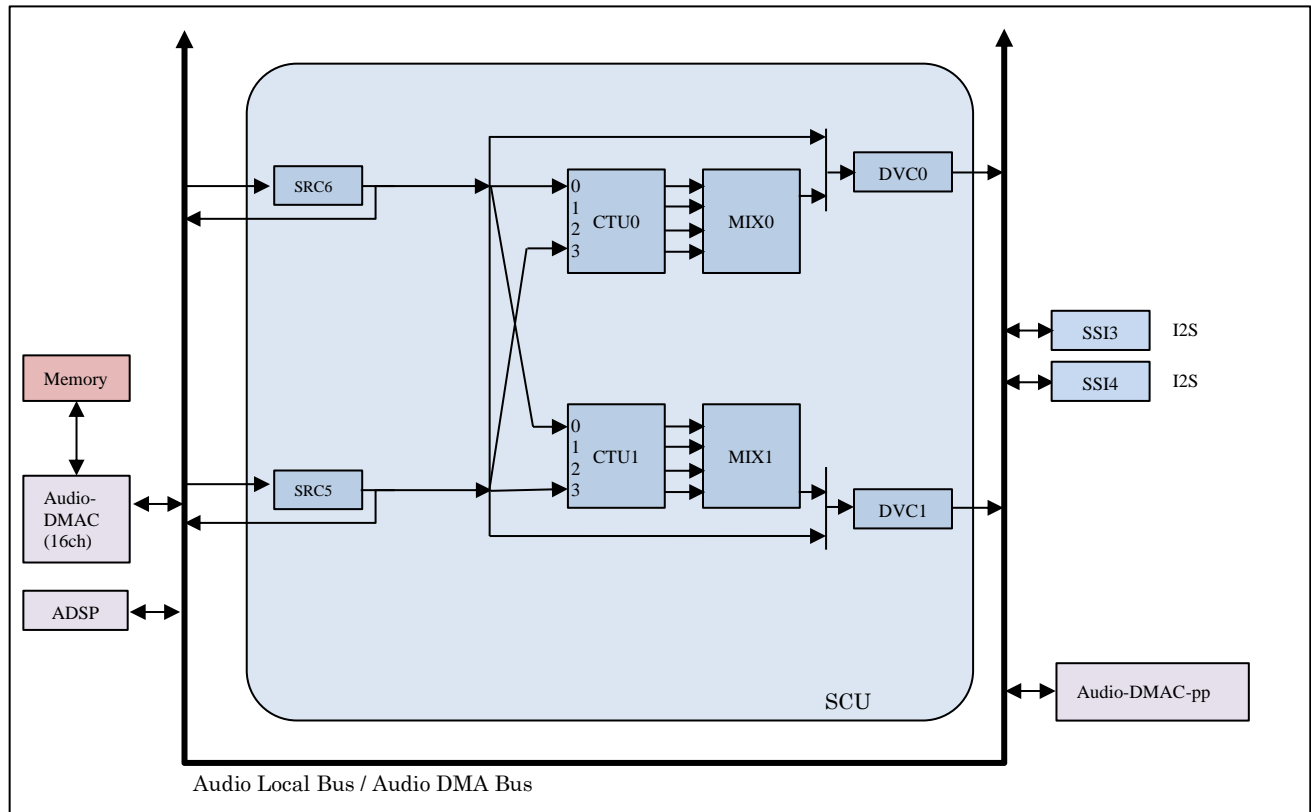 SRC6
0
1
2
3
CTU0
MIX0
DVC0
SSI3
I2S
SSI4
I2S
Memory
Audio-
DMAC
(16ch)
ADSP
SRC5
0
1
2
3
CTU1
MIX1
DVC1
SCU
Audio-DMAC-pp
Audio Local Bus / Audio DMA Bus